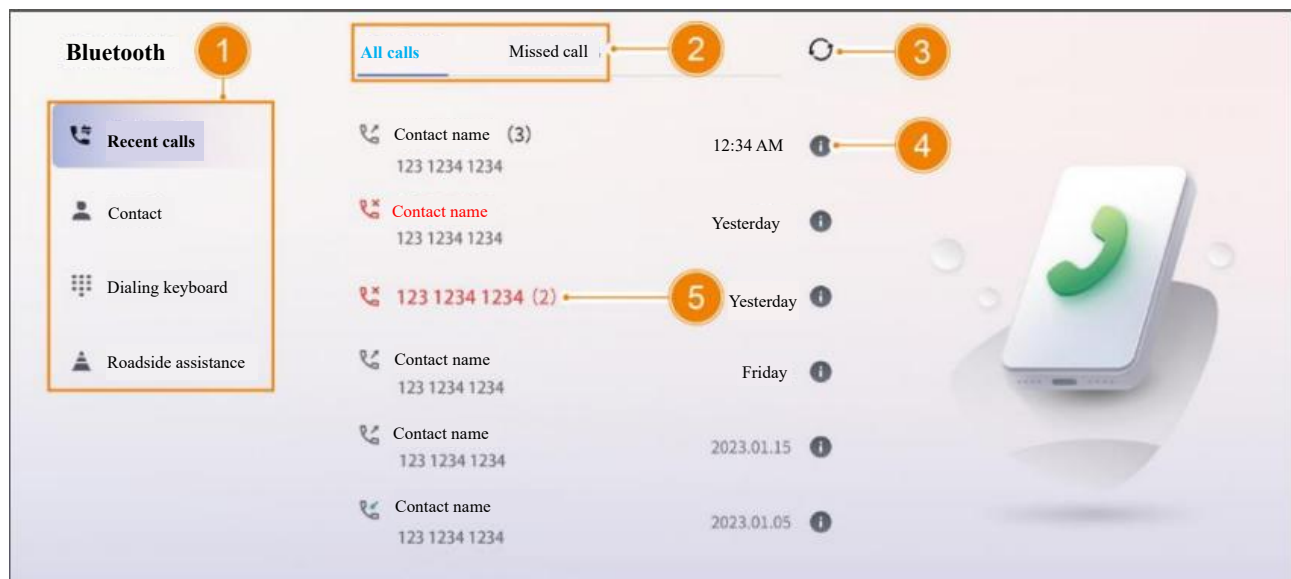 Bluetooth
1
All calls
Missed call
2
3
Recent calls
Contact
Dialing keyboard
Roadside assistance
Contact name (3)
123 1234 1234
12:34 AM
4
Contact name
123 1234 1234
Yesterday
123 1234 1234 (2)
5
Yesterday
Contact name
123 1234 1234
Friday
Contact name
123 1234 1234
2023.01.15
Contact name
123 1234 1234
2023.01.05